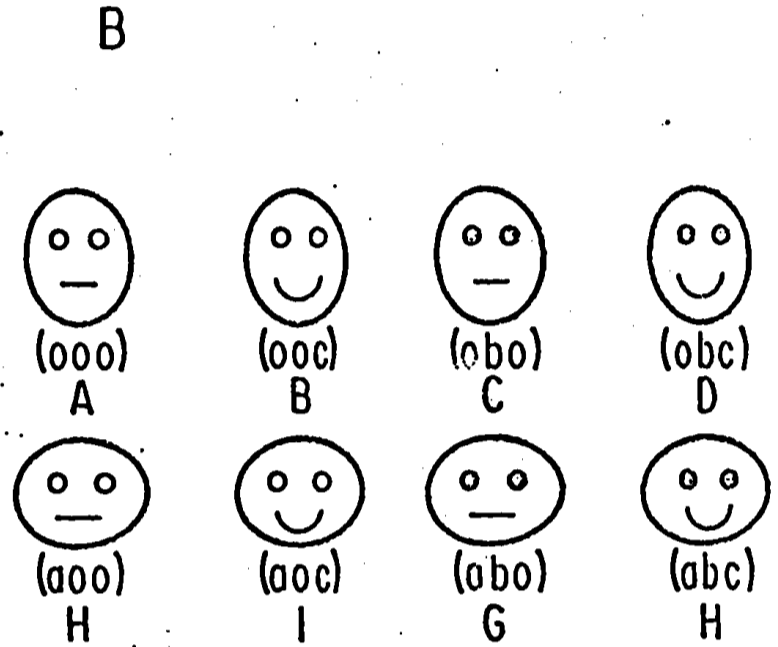 B
(ooo) (ooc) (obo) (obc)
A B C D
(aoo) (aoc) (abo) (abc)
H I G H